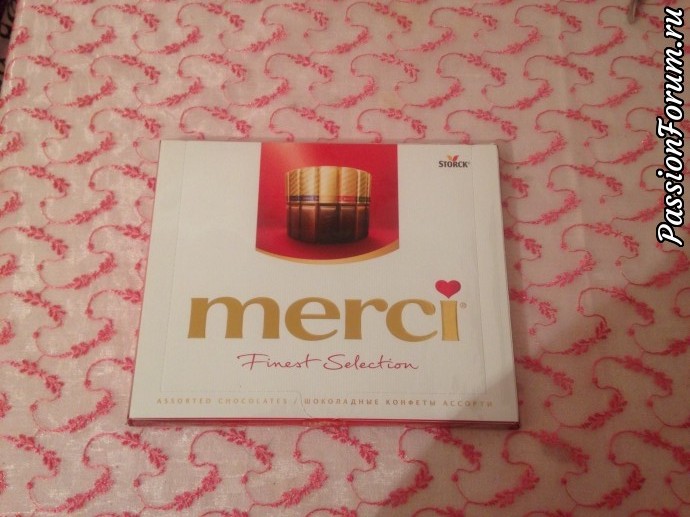 STORCK®
merci®
Finest Selection
ASSORTED CHOCOLATES / ШОКОЛАДНЫЕ КОНФЕТЫ АССОРТИ
PassionForum.ru